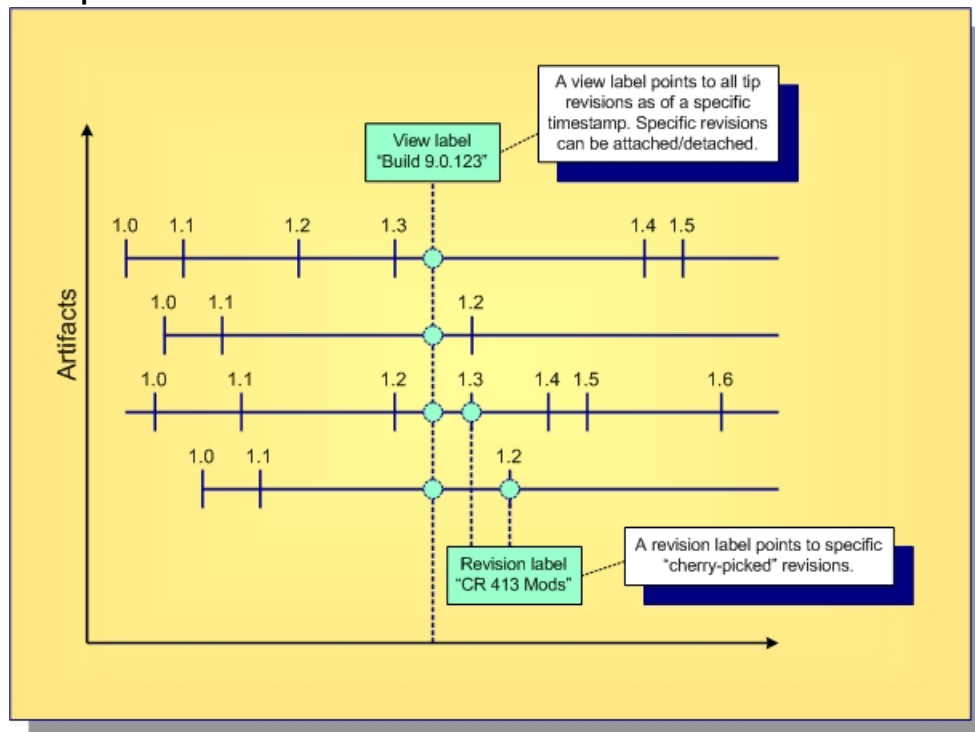 A view label points to all tip
revisions as of a specific
timestamp. Specific revisions
can be attached/detached.
View label
“Build 9.0.123”
1.0 1.1 1.2 1.3 1.4 1.5
1.0 1.1 1.2
Artifacts
1.0 1.1 1.2 1.3 1.4 1.5 1.6
1.0 1.1 1.2
A revision label points to specific
“cherry-picked” revisions.
Revision label
“CR 413 Mods”